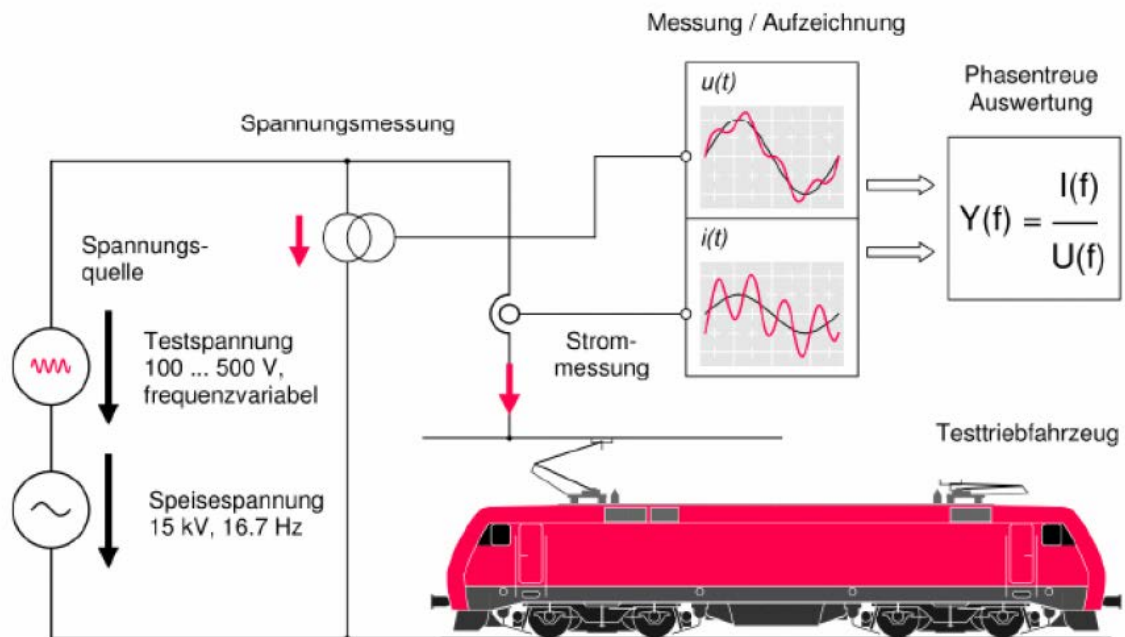 Messung / Aufzeichnung
u(t)
Phasentreue
Auswertung
Spannungsmessung
Y(f) = I(f) / U(f)
i(t)
Spannungs-
quelle
Testspannung
100 ... 500 V,
frequenzvariabel
Strom-
messung
Testtriebfahrzeug
Speisespannung
15 kV, 16.7 Hz